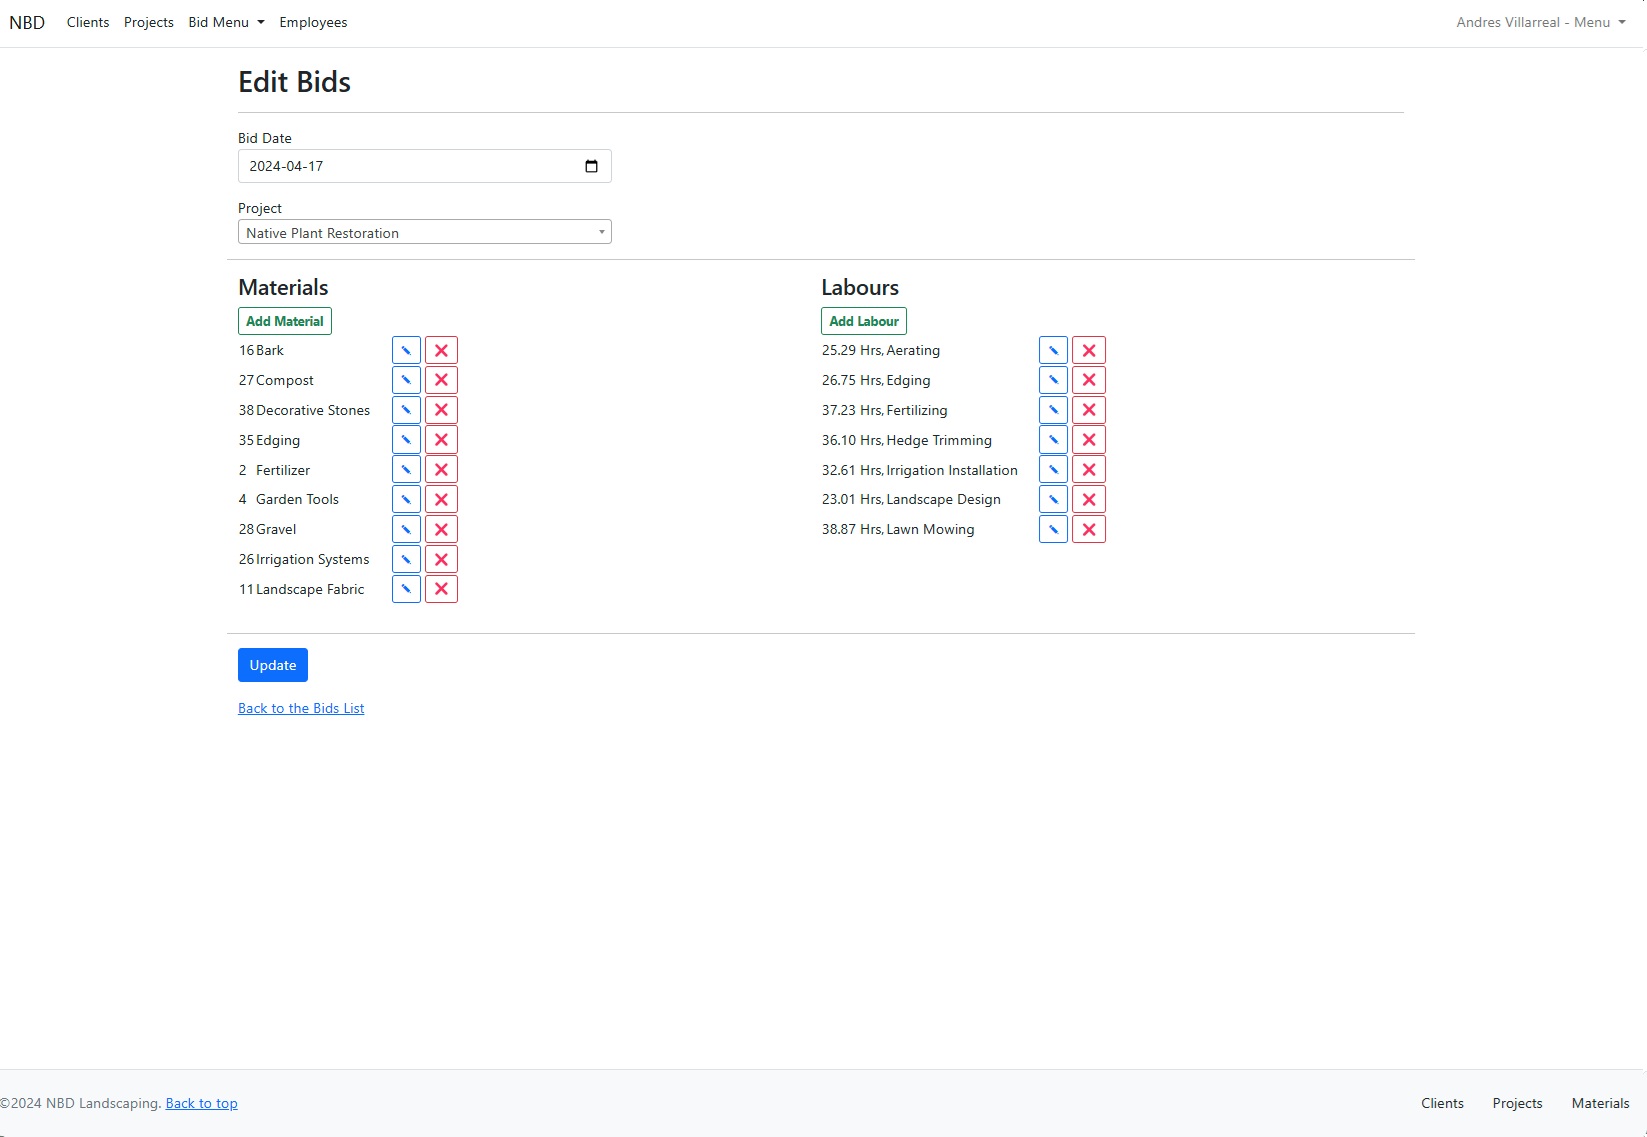 NBD Clients Projects Bid Menu Employees Andres Villarreal - Menu
Edit Bids
Bid Date
2024-04-17
Project
Native Plant Restoration
Materials
Add Material
16 Bark
27 Compost
38 Decorative Stones
35 Edging
2 Fertilizer
4 Garden Tools
28 Gravel
26 Irrigation Systems
11 Landscape Fabric
Labours
Add Labour
25.29 Hrs, Aerating
26.75 Hrs, Edging
37.23 Hrs, Fertilizing
36.10 Hrs, Hedge Trimming
32.61 Hrs, Irrigation Installation
23.01 Hrs, Landscape Design
38.87 Hrs, Lawn Mowing
Update
Back to the Bids List
©2024 NBD Landscaping. Back to top Clients Projects Materials